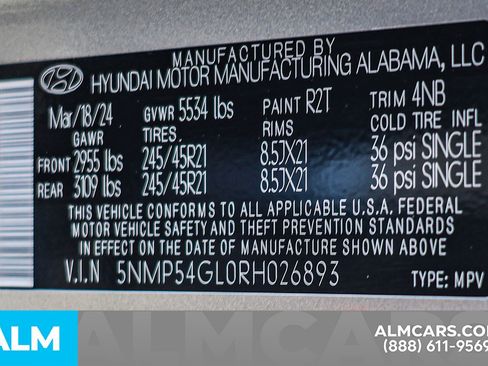 MANUFACTURED BY
HYUNDAI MOTOR MANUFACTURING ALABAMA, LLC
Mar/18/24 GVWR 5534 lbs PAINT R2T TRIM 4NB
GAWR TIRES. RIMS COLD TIRE INFL
FRONT 2955 lbs 245/45R21 8.5JX21 36 psi SINGLE
REAR 3109 lbs 245/45R21 8.5JX21 36 psi SINGLE
THIS VEHICLE CONFORMS TO ALL APPLICABLE U.S.A. FEDERAL
MOTOR VEHICLE SAFETY AND THEFT PREVENTION STANDARDS
IN EFFECT ON THE DATE OF MANUFACTURE SHOWN ABOVE
V.I.N 5NMP54GL0RH026893 TYPE: MPV
ALM ALMCARS ALMCARS.CO
(888) 611-9569